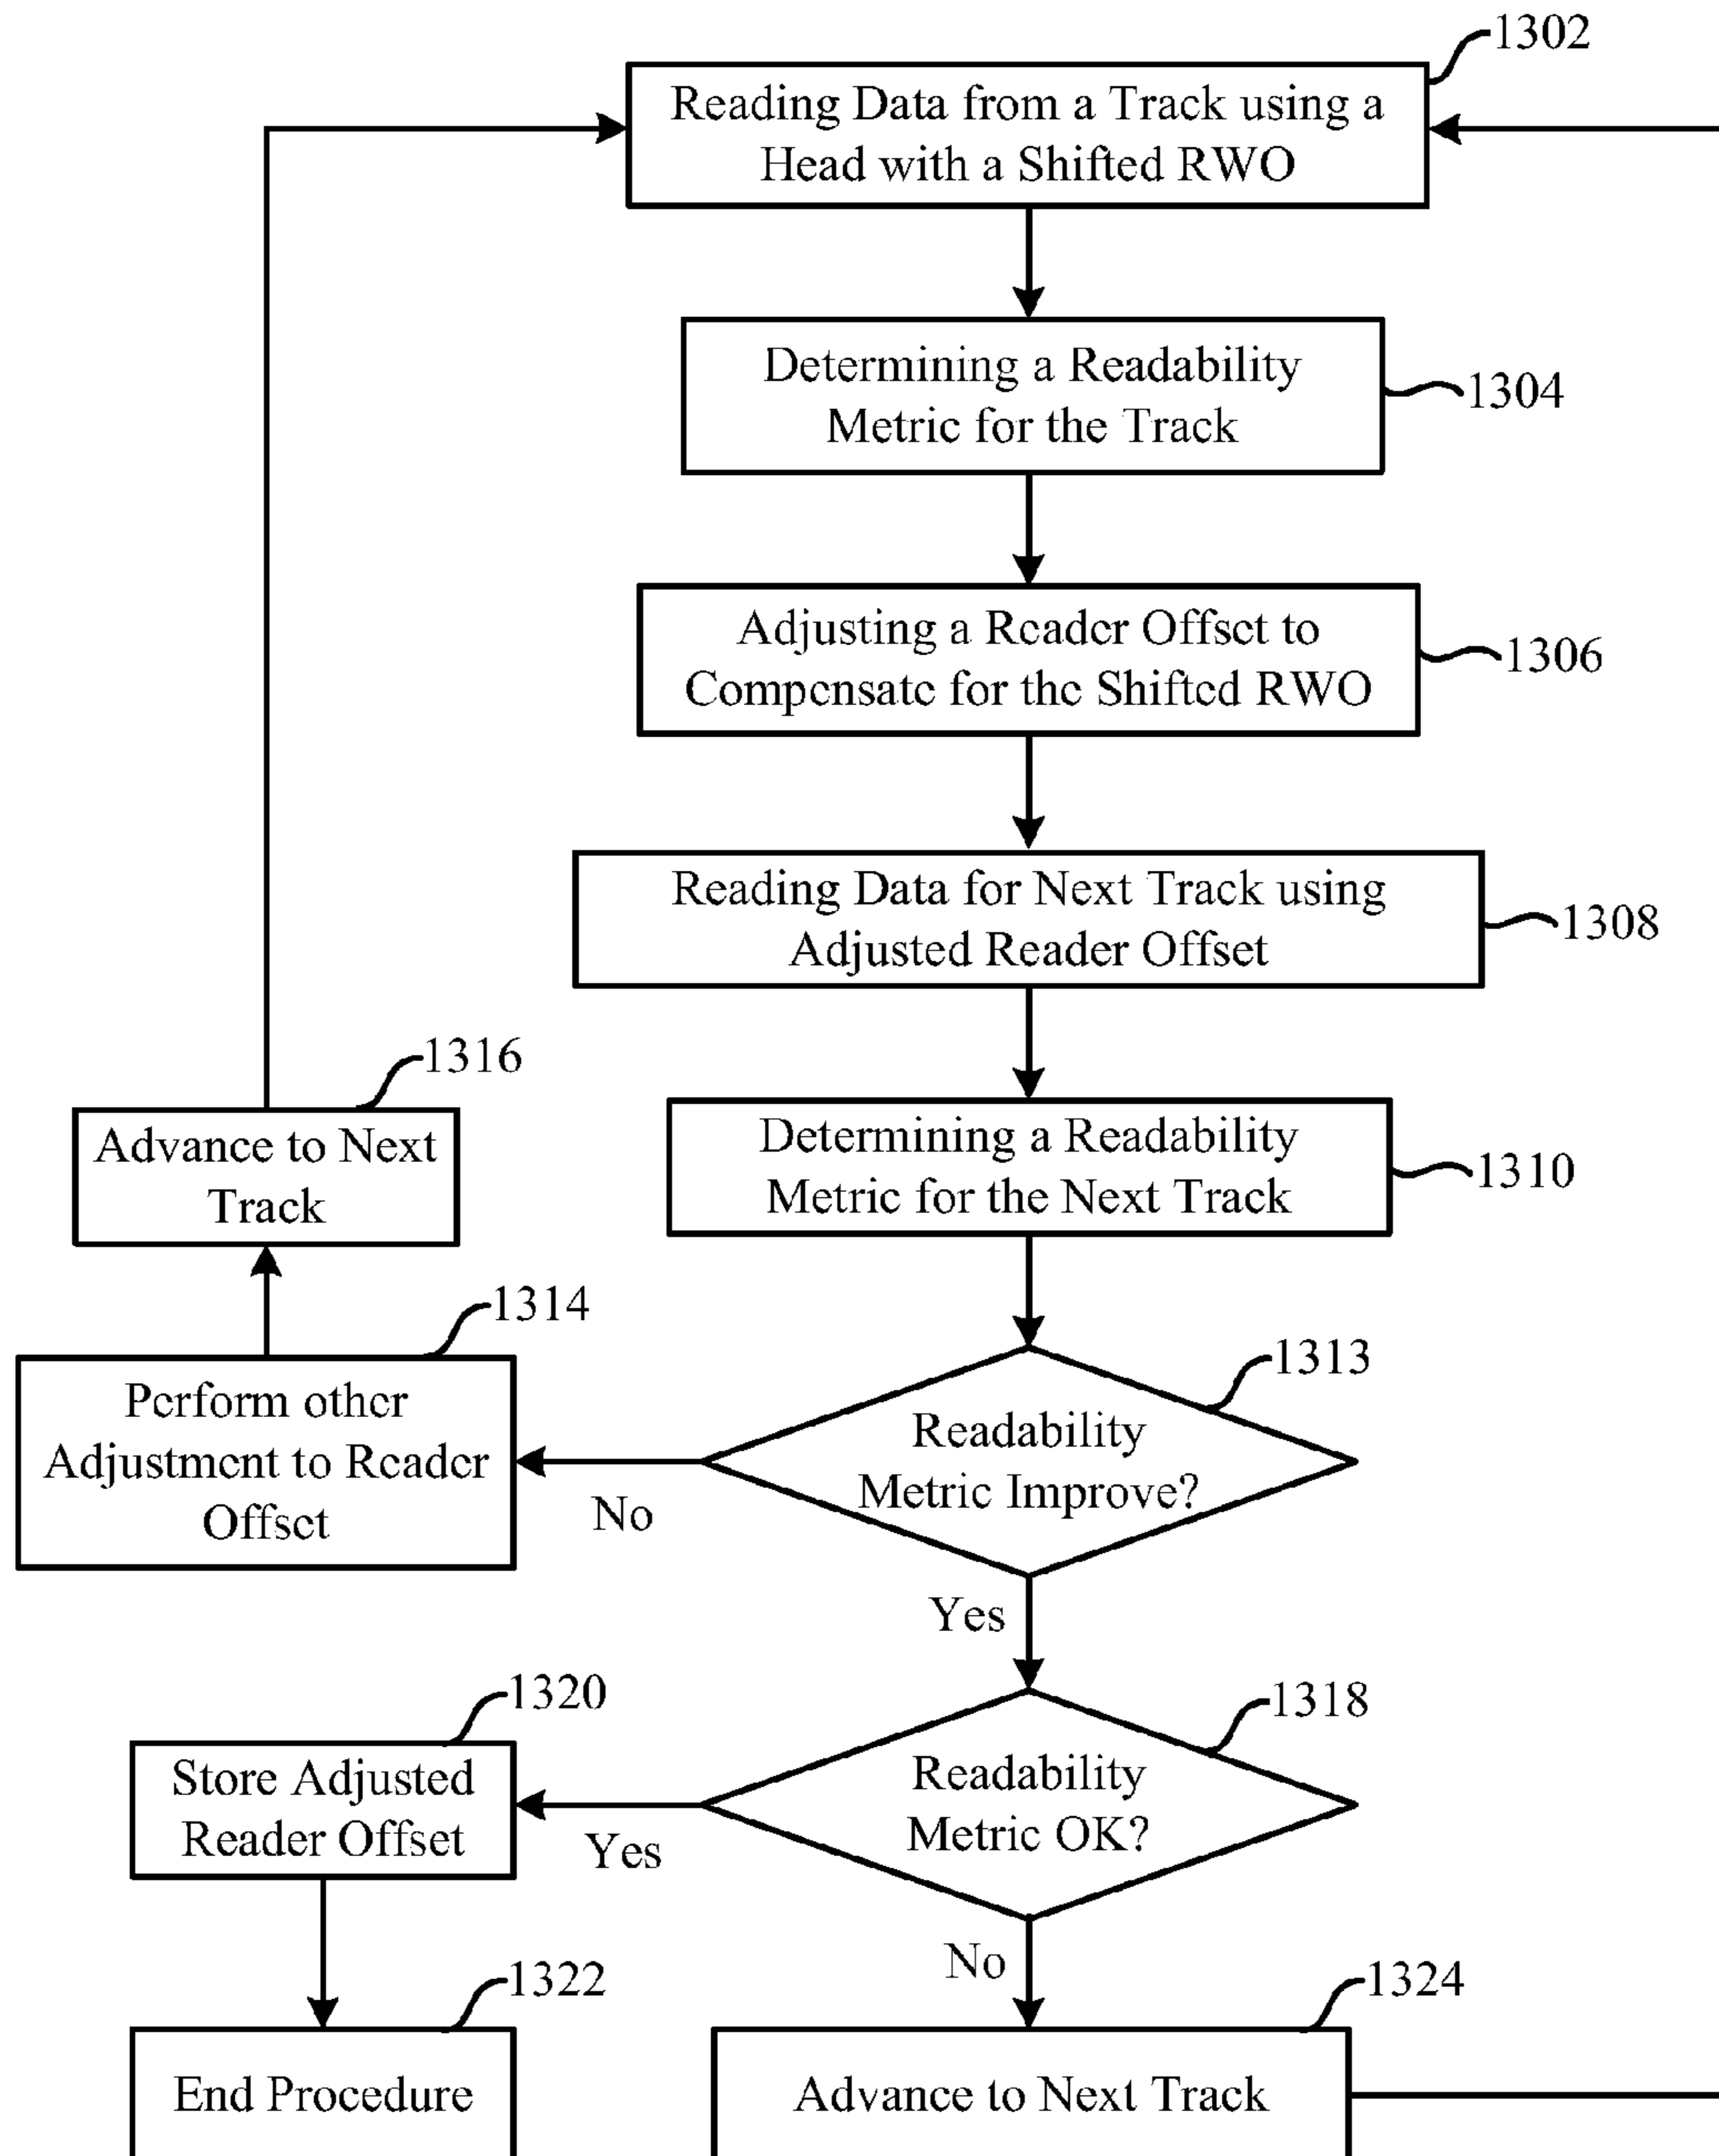 1302
Reading Data from a Track using a
Head with a Shifted RWO
Determining a Readability
Metric for the Track
1304
Adjusting a Reader Offset to
Compensate for the Shifted RWO
1306
Reading Data for Next Track using
Adjusted Reader Offset
1308
1316
Advance to Next
Track
Determining a Readability
Metric for the Next Track
1310
1314
Perform other
Adjustment to Reader
Offset
1313
Readability
Metric Improve?
No
Yes
1320
Store Adjusted
Reader Offset
1318
Readability
Metric OK?
Yes
No
1322
End Procedure
1324
Advance to Next Track